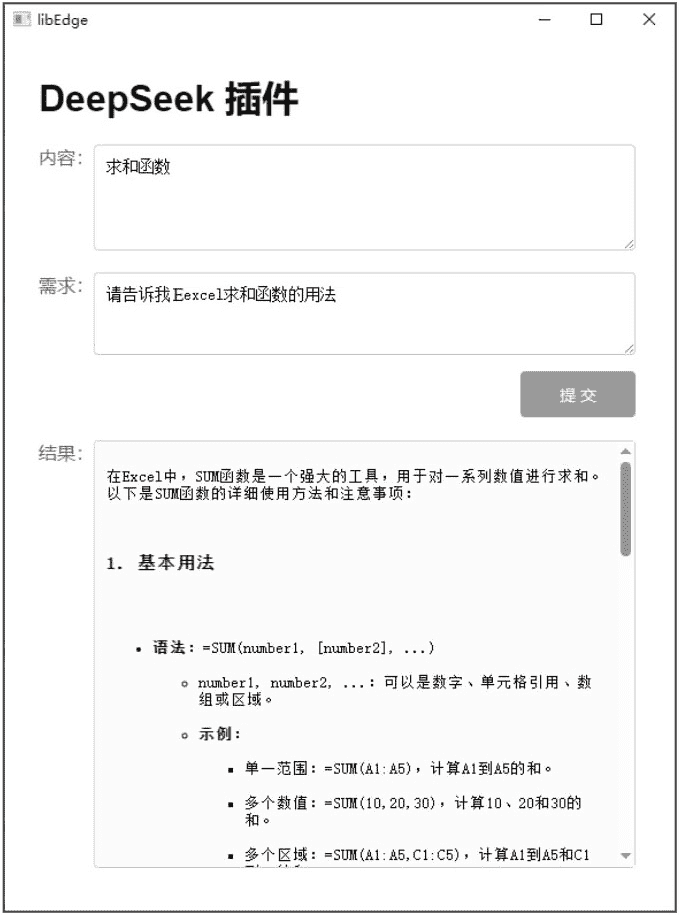 libEdge
DeepSeek 插件
内容：
求和函数
需求：
请告诉我Eexcel求和函数的用法
提交
结果：
在Excel中，SUM函数是一个强大的工具，用于对一系列数值进行求和。
以下是SUM函数的详细使用方法和注意事项：
1. 基本用法
• 语法：=SUM(number1, [number2], ...)
◦ number1, number2, ...：可以是数字、单元格引用、数
组或区域。
◦ 示例：
▪ 单一范围：=SUM(A1:A5)，计算A1到A5的和。
▪ 多个数值：=SUM(10,20,30)，计算10、20和30的
和。
▪ 多个区域：=SUM(A1:A5,C1:C5)，计算A1到A5和C1